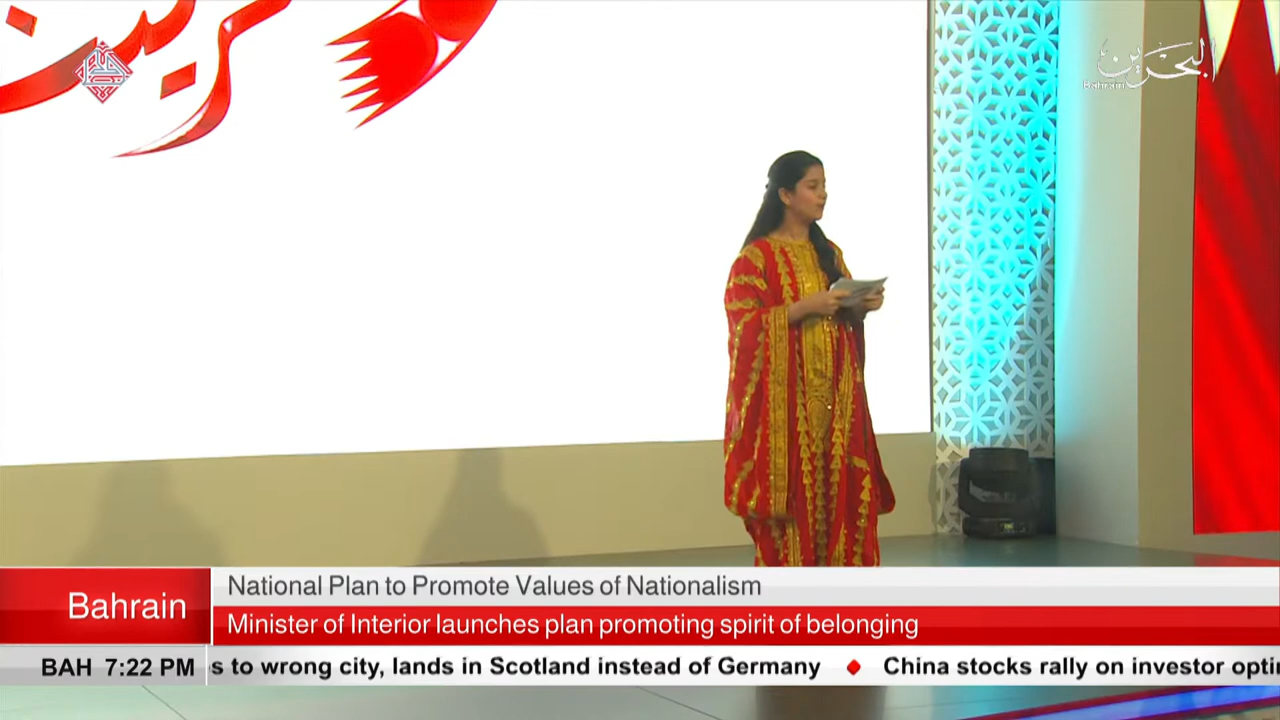 البحرين
Bahrain
National Plan to Promote Values of Nationalism
Bahrain
Minister of Interior launches plan promoting spirit of belonging
BAH 7:22 PM
s to wrong city, lands in Scotland instead of Germany
China stocks rally on investor opti